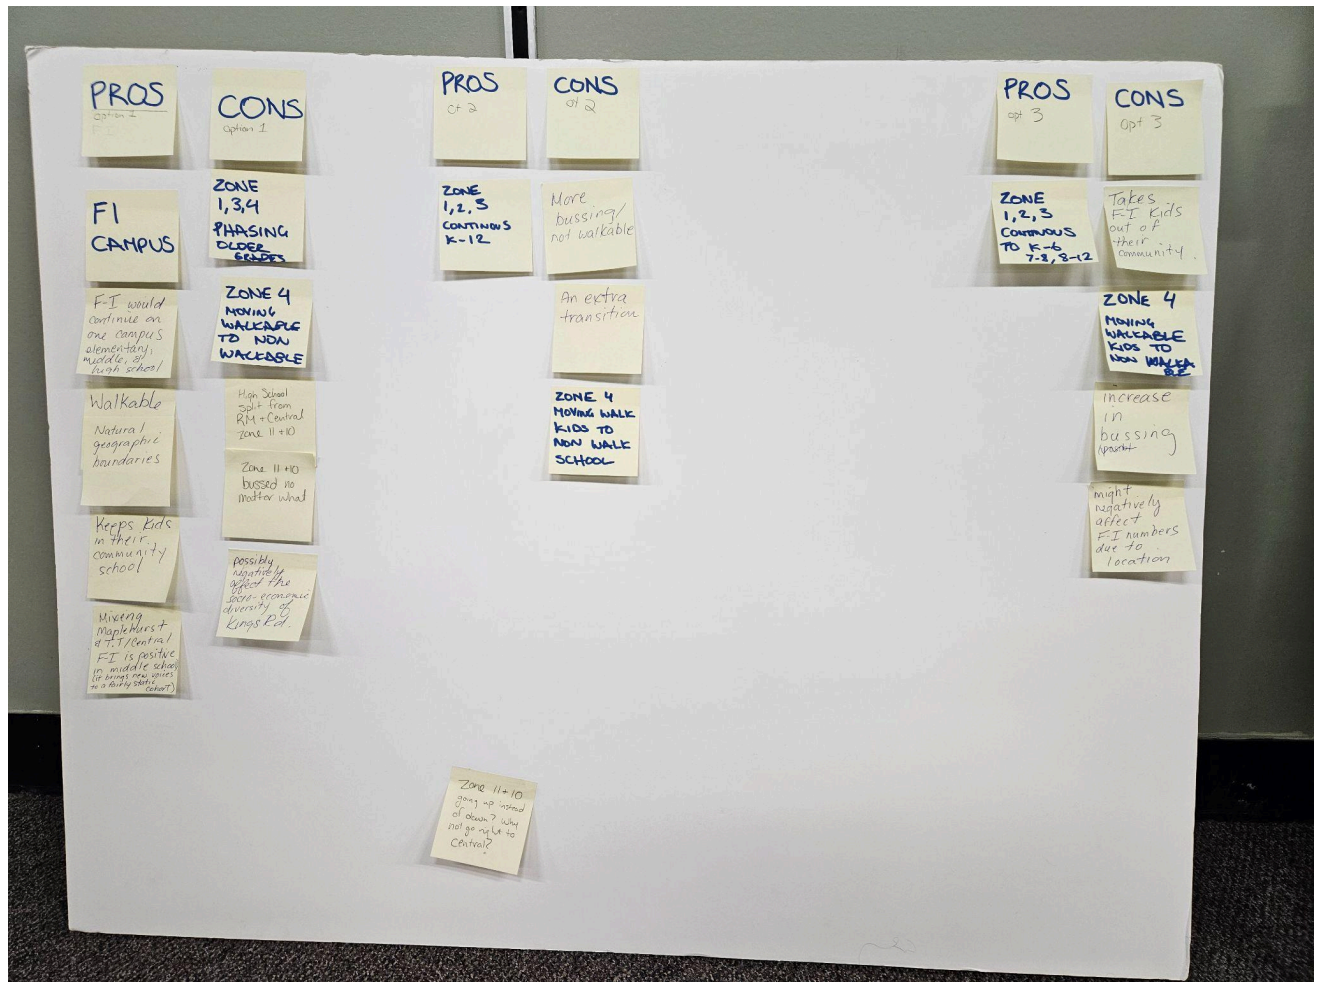 PROS
option 1
CONS
option 1
PROS
ot 2
CONS
ot 2
PROS
opt 3
CONS
opt 3
FI
CAMPUS
F-I would
continue on
one campus
elementary,
middle, &
high school
Walkable
Natural
geographic
boundaries
Keeps Kids
in their
community
school
Mixing
Maplehurst
& T.T/Central
F-I is positive
in middle school
(it brings new voices
to a fairly static
cohort)
ZONE
1,3,4
PHASING
OLDER
GRADES
ZONE 4
MOVING
WALKABLE
TO NON
WALKABLE
High School
split from
RM + Central
zone 11 +10
Zone 11 +10
bussed no
matter what
possibly
negatively
affect the
socio-economic
diversity of
Kings Rd.
ZONE
1,2,3
CONTINOUS
K-12
Zone 11+10
going up instead
of down? Why
not go right to
Central?
More
bussing/
not walkable
An extra
transition
ZONE 4
MOVING WALK
KIDS TO
NON WALK
SCHOOL
ZONE
1,2,3
CONTINOUS
TO K-6
7-8, 8-12
Takes
F-I Kids
out of
their
community.
ZONE 4
MOVING
WALKABLE
KIDS TO
NON WALKA
BLE
increase
in
bussing
might
negatively
affect
F-I numbers
due to
location